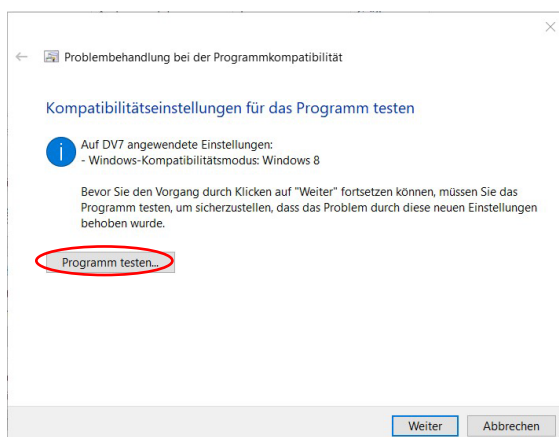 Problembehandlung bei der Programmkompatibilität
Kompatibilitätseinstellungen für das Programm testen
Auf DV7 angewendete Einstellungen:
- Windows-Kompatibilitätsmodus: Windows 8
Bevor Sie den Vorgang durch Klicken auf "Weiter" fortsetzen können, müssen Sie das
Programm testen, um sicherzustellen, dass das Problem durch diese neuen Einstellungen
behoben wurde.
Programm testen...
Weiter Abbrechen